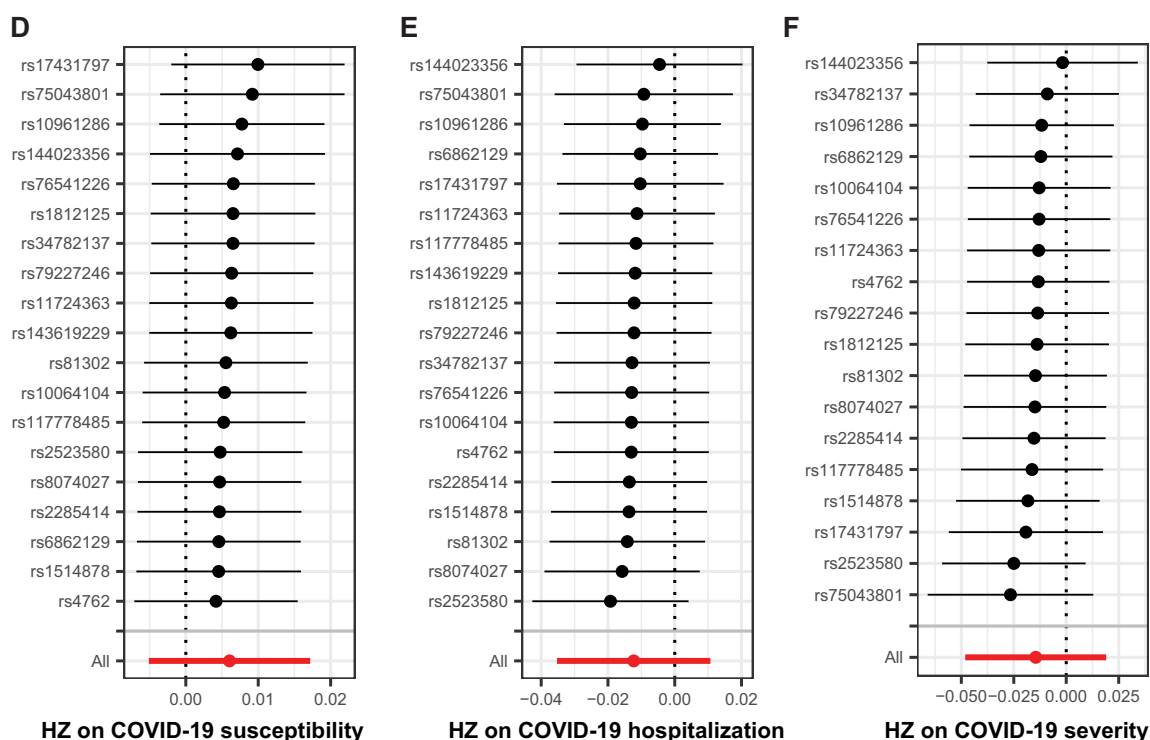 D
rs17431797
rs75043801
rs10961286
rs144023356
rs76541226
rs1812125
rs34782137
rs79227246
rs11724363
rs143619229
rs81302
rs10064104
rs117778485
rs2523580
rs8074027
rs2285414
rs6862129
rs1514878
rs4762
All
0.00 0.01 0.02
HZ on COVID-19 susceptibility
E
rs144023356
rs75043801
rs10961286
rs6862129
rs17431797
rs11724363
rs117778485
rs143619229
rs1812125
rs79227246
rs34782137
rs76541226
rs10064104
rs4762
rs2285414
rs1514878
rs81302
rs8074027
rs2523580
All
−0.04 −0.02 0.00 0.02
HZ on COVID-19 hospitalization
F
rs144023356
rs34782137
rs10961286
rs6862129
rs10064104
rs76541226
rs11724363
rs4762
rs79227246
rs1812125
rs81302
rs8074027
rs2285414
rs117778485
rs1514878
rs17431797
rs2523580
rs75043801
All
−0.050 −0.025 0.000 0.025
HZ on COVID-19 severity